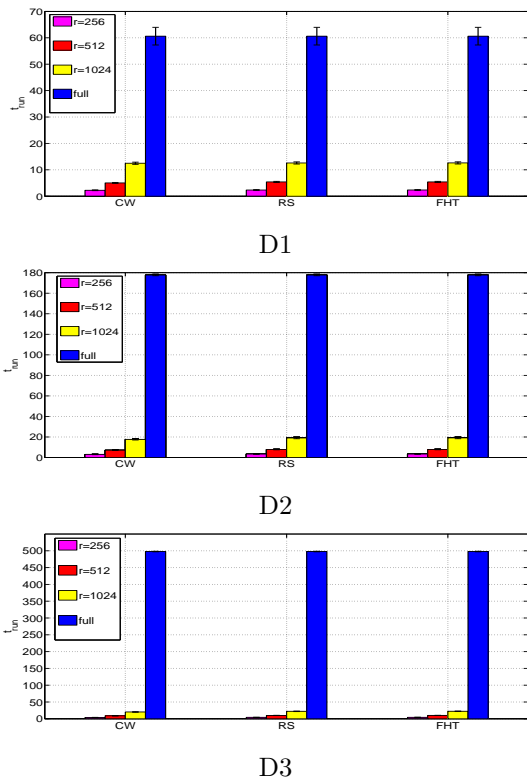 70
60
50
40
30
20
10
0
t_run
r=256
r=512
r=1024
full
CW RS FHT
D1
180
160
140
120
100
80
60
40
20
0
t_run
r=256
r=512
r=1024
full
CW RS FHT
D2
500
450
400
350
300
250
200
150
100
50
0
t_run
r=256
r=512
r=1024
full
CW RS FHT
D3